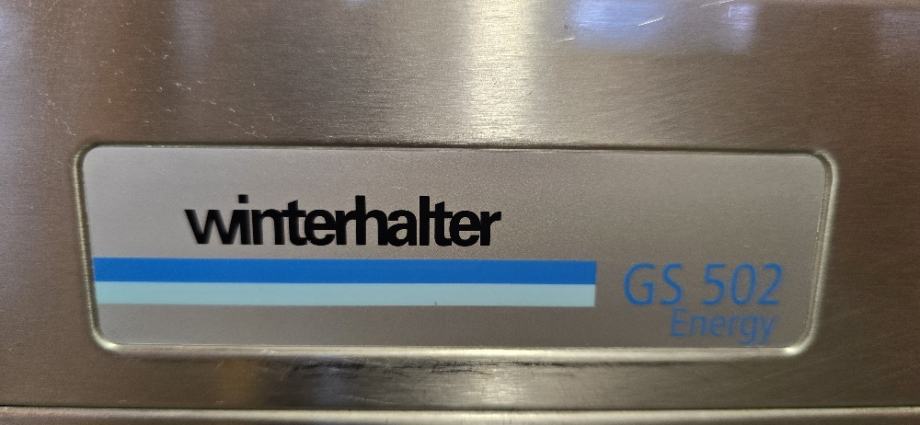 winterhalter
GS 502
Energy